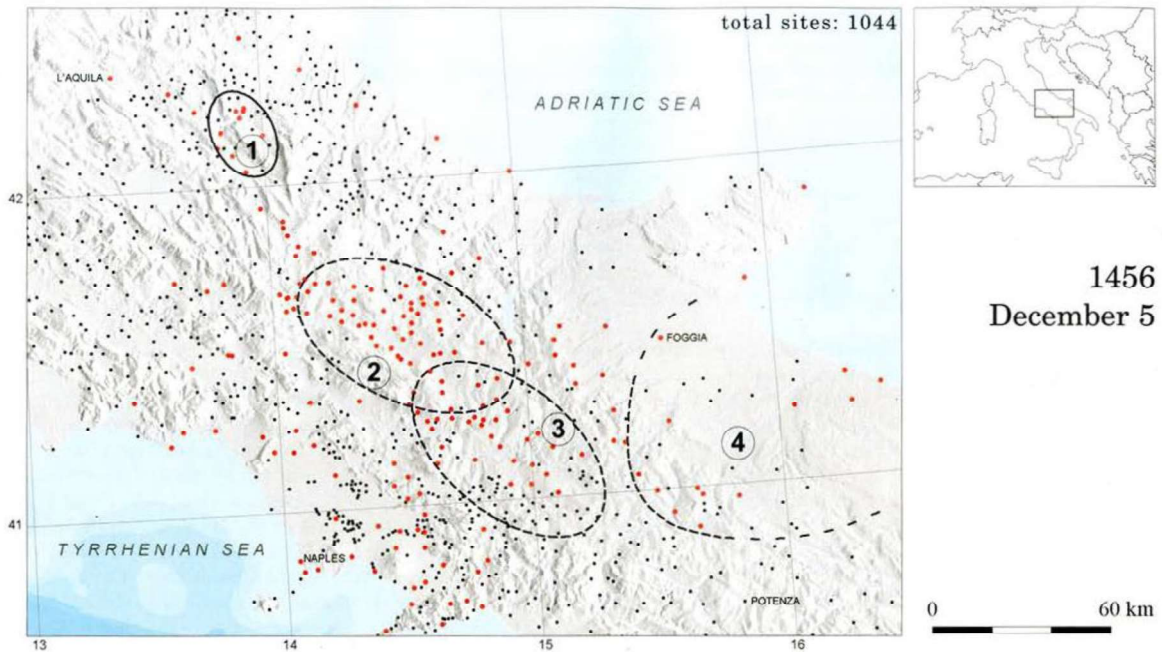 total sites: 1044
L'AQUILA
ADRIATIC SEA
1
42
1456
December 5
FOGGIA
2
3
4
41
TYRRHENIAN SEA
NAPLES
POTENZA
0 60 km
13 14 15 16